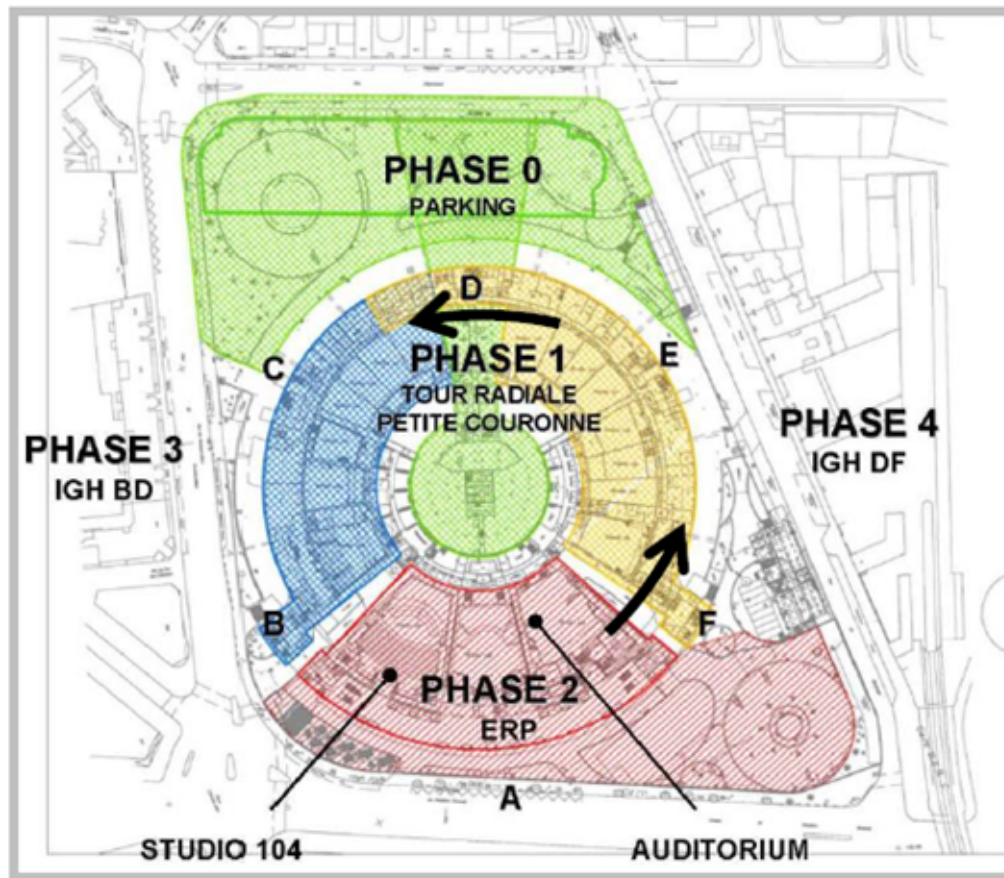 PHASE 0
PARKING
D
PHASE 1
TOUR RADIALE
PETITE COURONNE
C
E
PHASE 3
IGH BD
PHASE 4
IGH DF
B
F
PHASE 2
ERP
A
STUDIO 104
AUDITORIUM